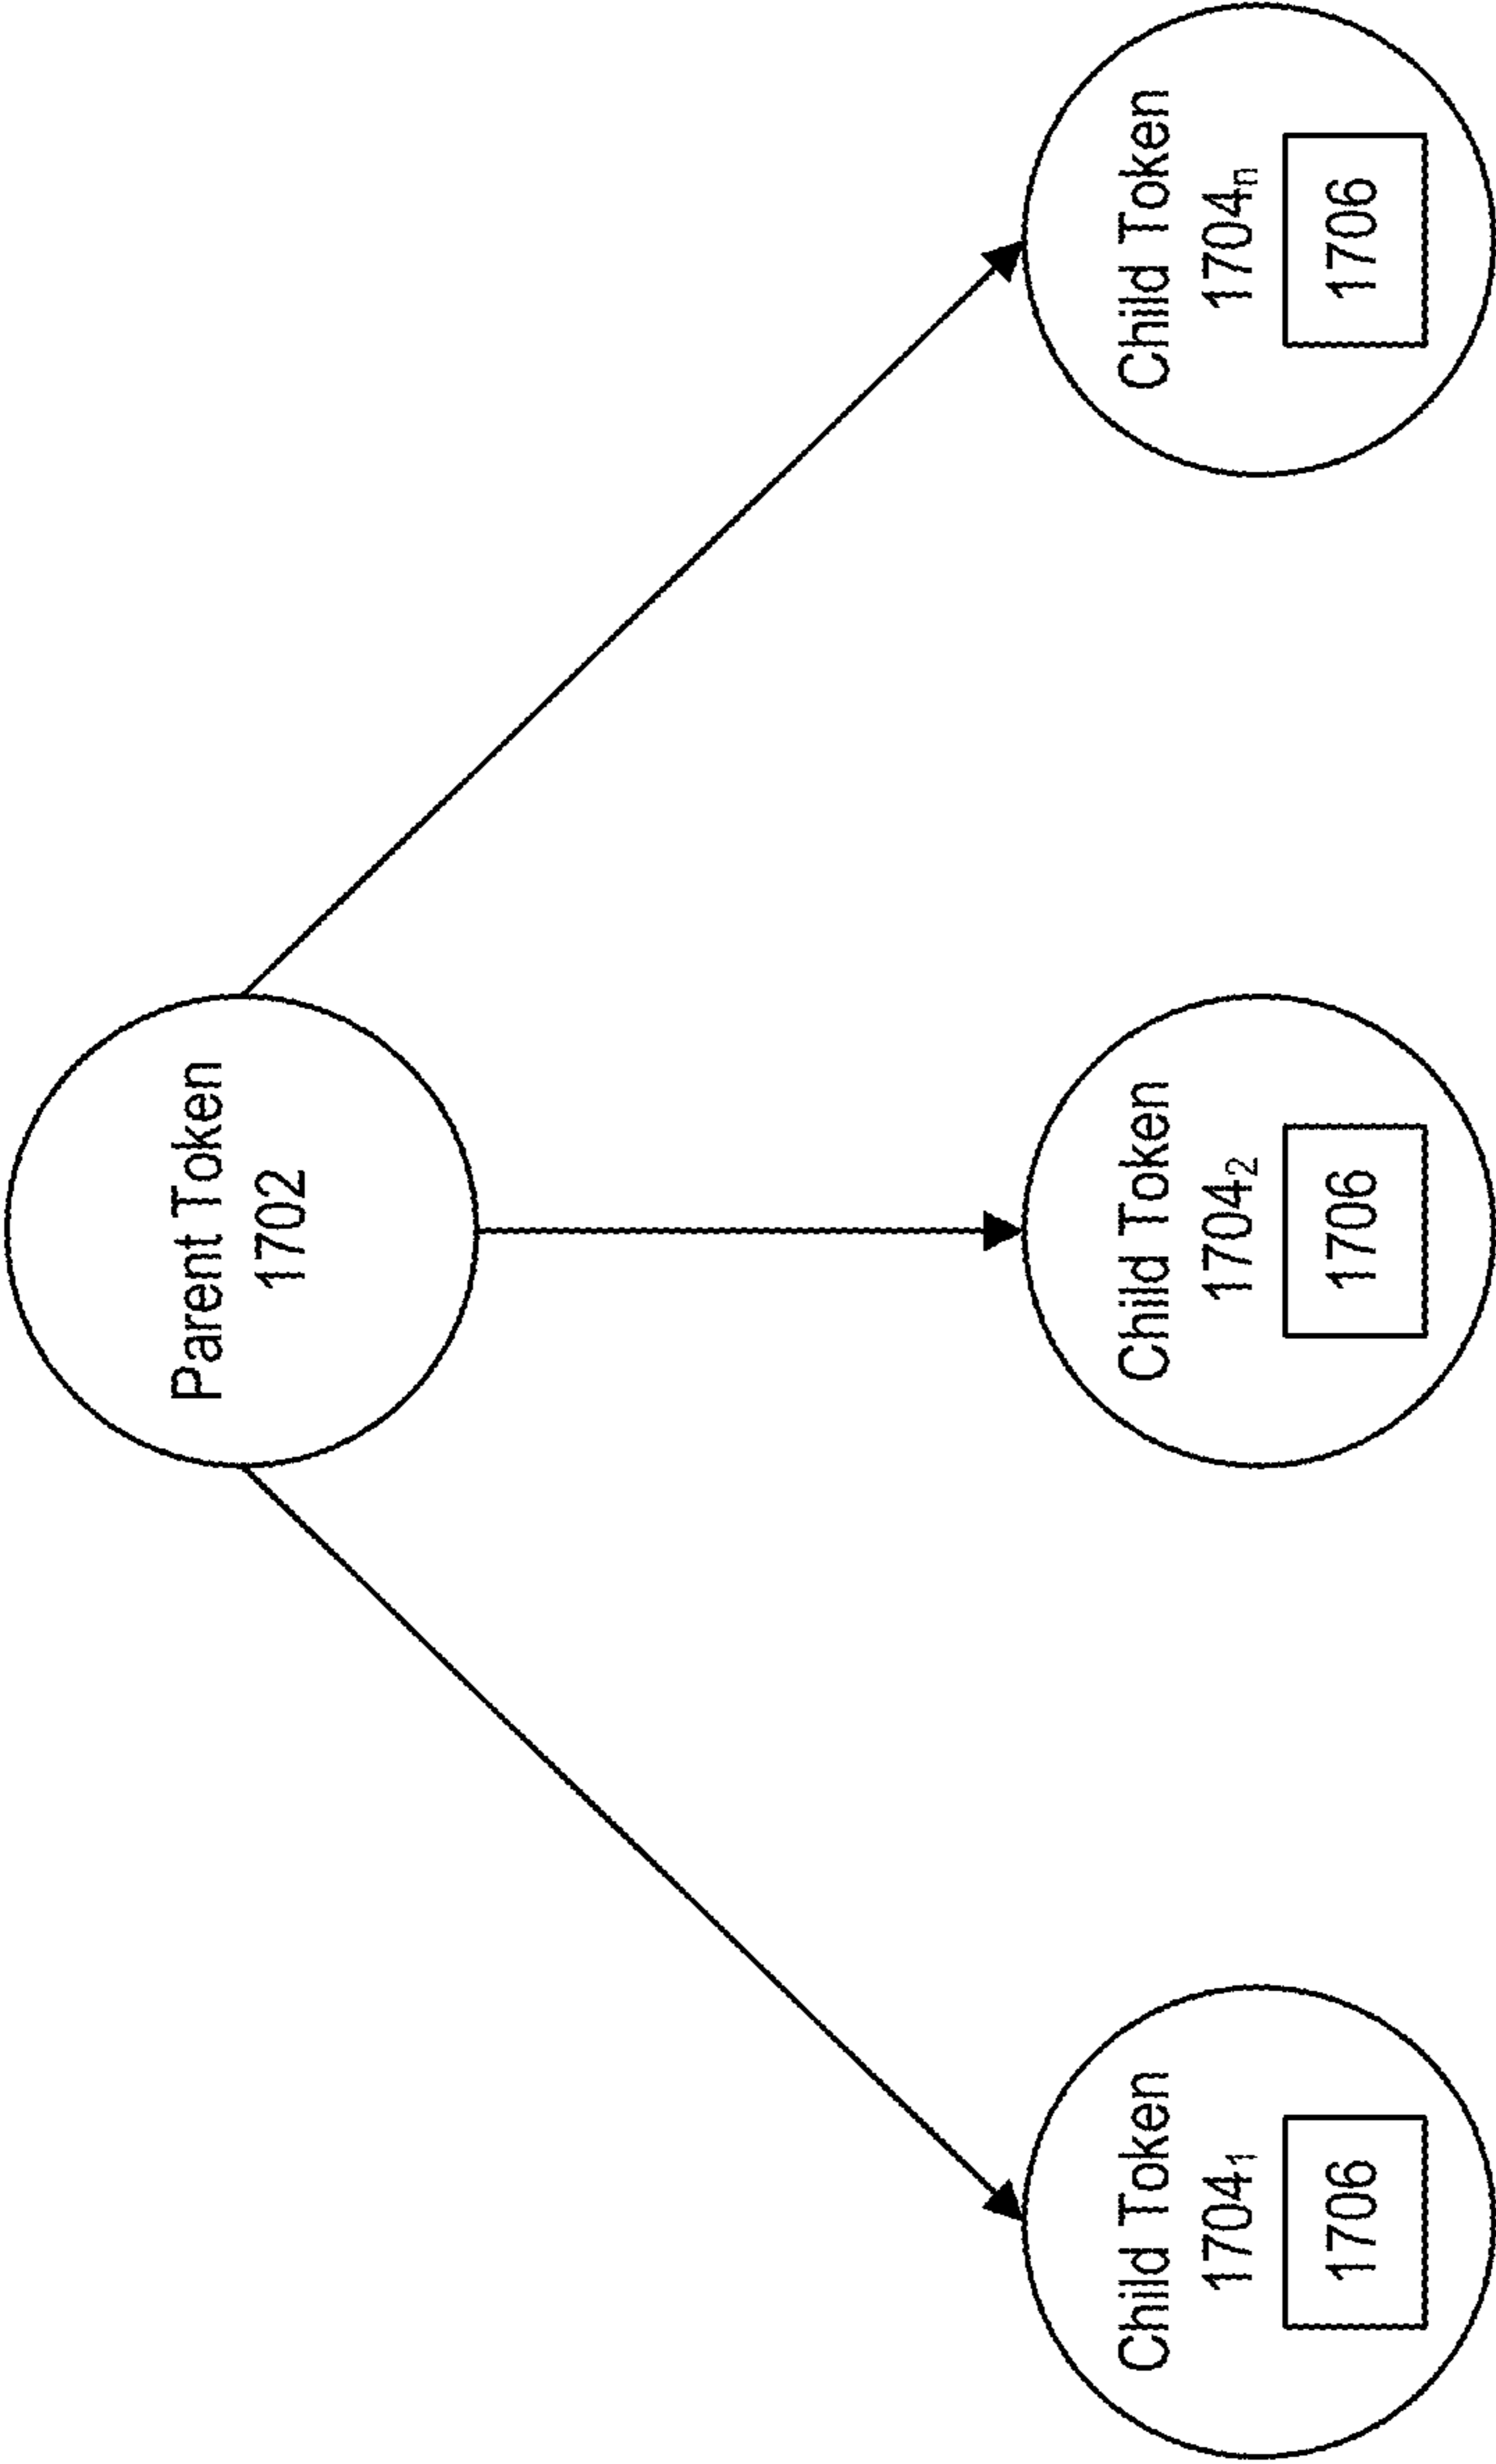 Parent Token
1702
Child Token
1704₁
1706
Child Token
1704₂
1706
Child Token
1704ₙ
1706